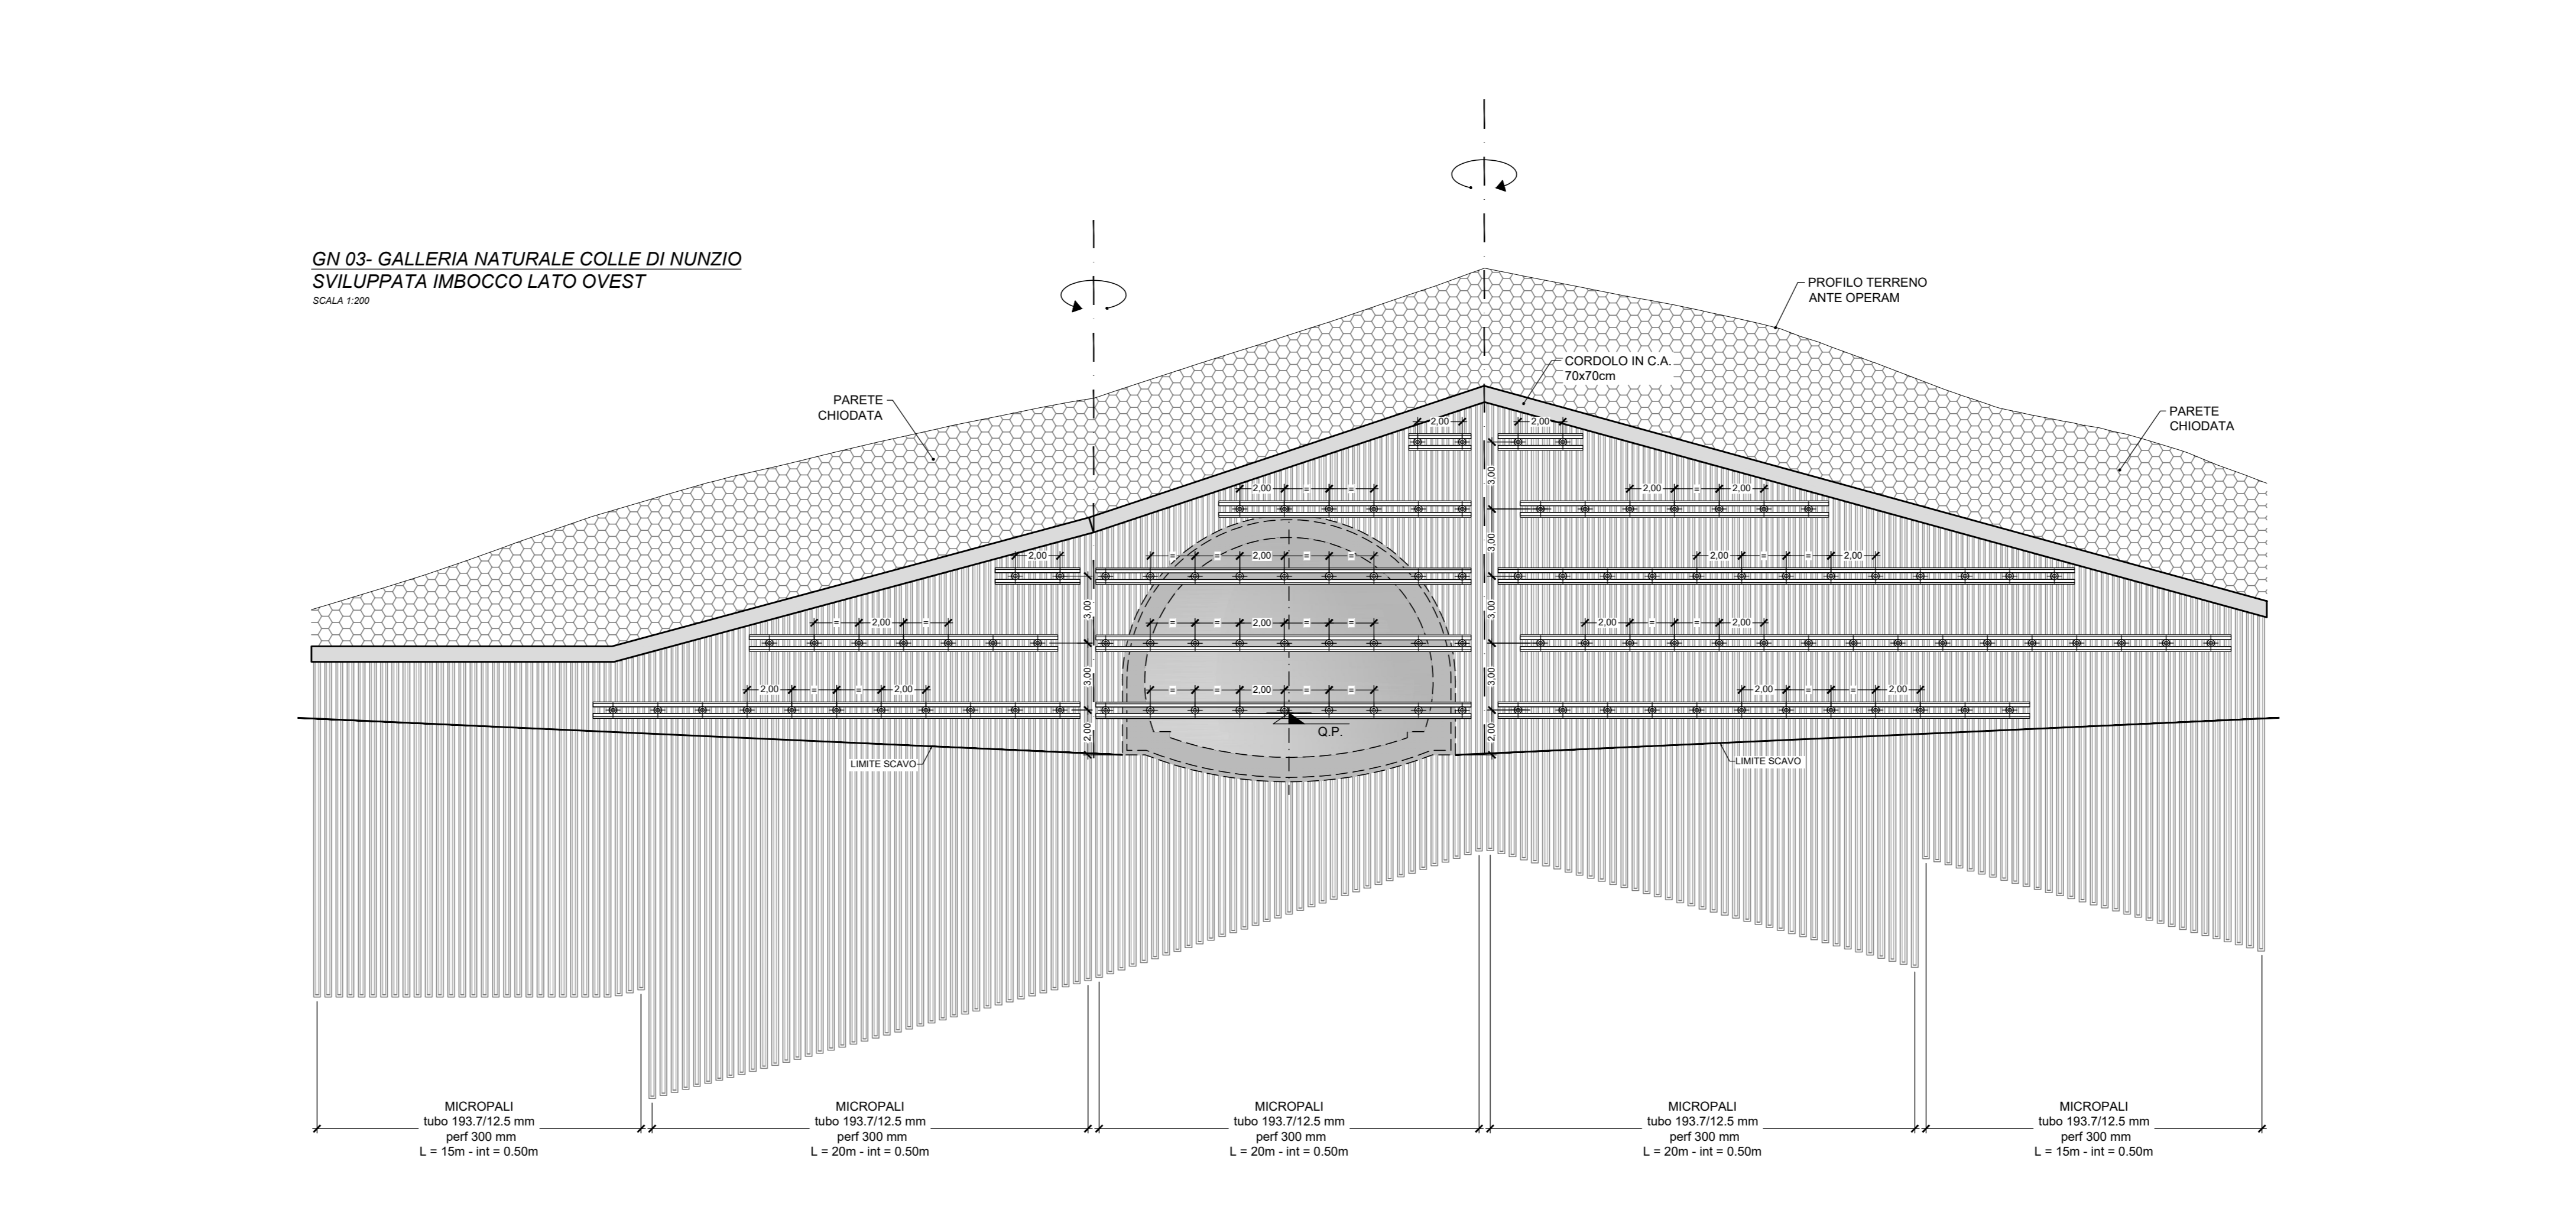 GN 03- GALLERIA NATURALE COLLE DI NUNZIO
SVILUPPATA IMBOCCO LATO OVEST
SCALA 1:200
PROFILO TERRENO
ANTE OPERAM
CORDOLO IN C.A.
70x70cm
PARETE
CHIODATA
PARETE
CHIODATA
2,00
2,00
3,00
2,00 = =
2,00 = 2,00
3,00
2,00
= = 2,00 = =
2,00 = = 2,00
3,00
3,00
= 2,00 =
= = 2,00 = =
2,00 = = 2,00
3,00
3,00
2,00 = = 2,00
= = 2,00 = =
2,00 = = 2,00
2,00
2,00
Q.P.
LIMITE SCAVO
LIMITE SCAVO
MICROPALI
tubo 193.7/12.5 mm
perf 300 mm
L = 15m - int = 0.50m
MICROPALI
tubo 193.7/12.5 mm
perf 300 mm
L = 20m - int = 0.50m
MICROPALI
tubo 193.7/12.5 mm
perf 300 mm
L = 20m - int = 0.50m
MICROPALI
tubo 193.7/12.5 mm
perf 300 mm
L = 20m - int = 0.50m
MICROPALI
tubo 193.7/12.5 mm
perf 300 mm
L = 15m - int = 0.50m